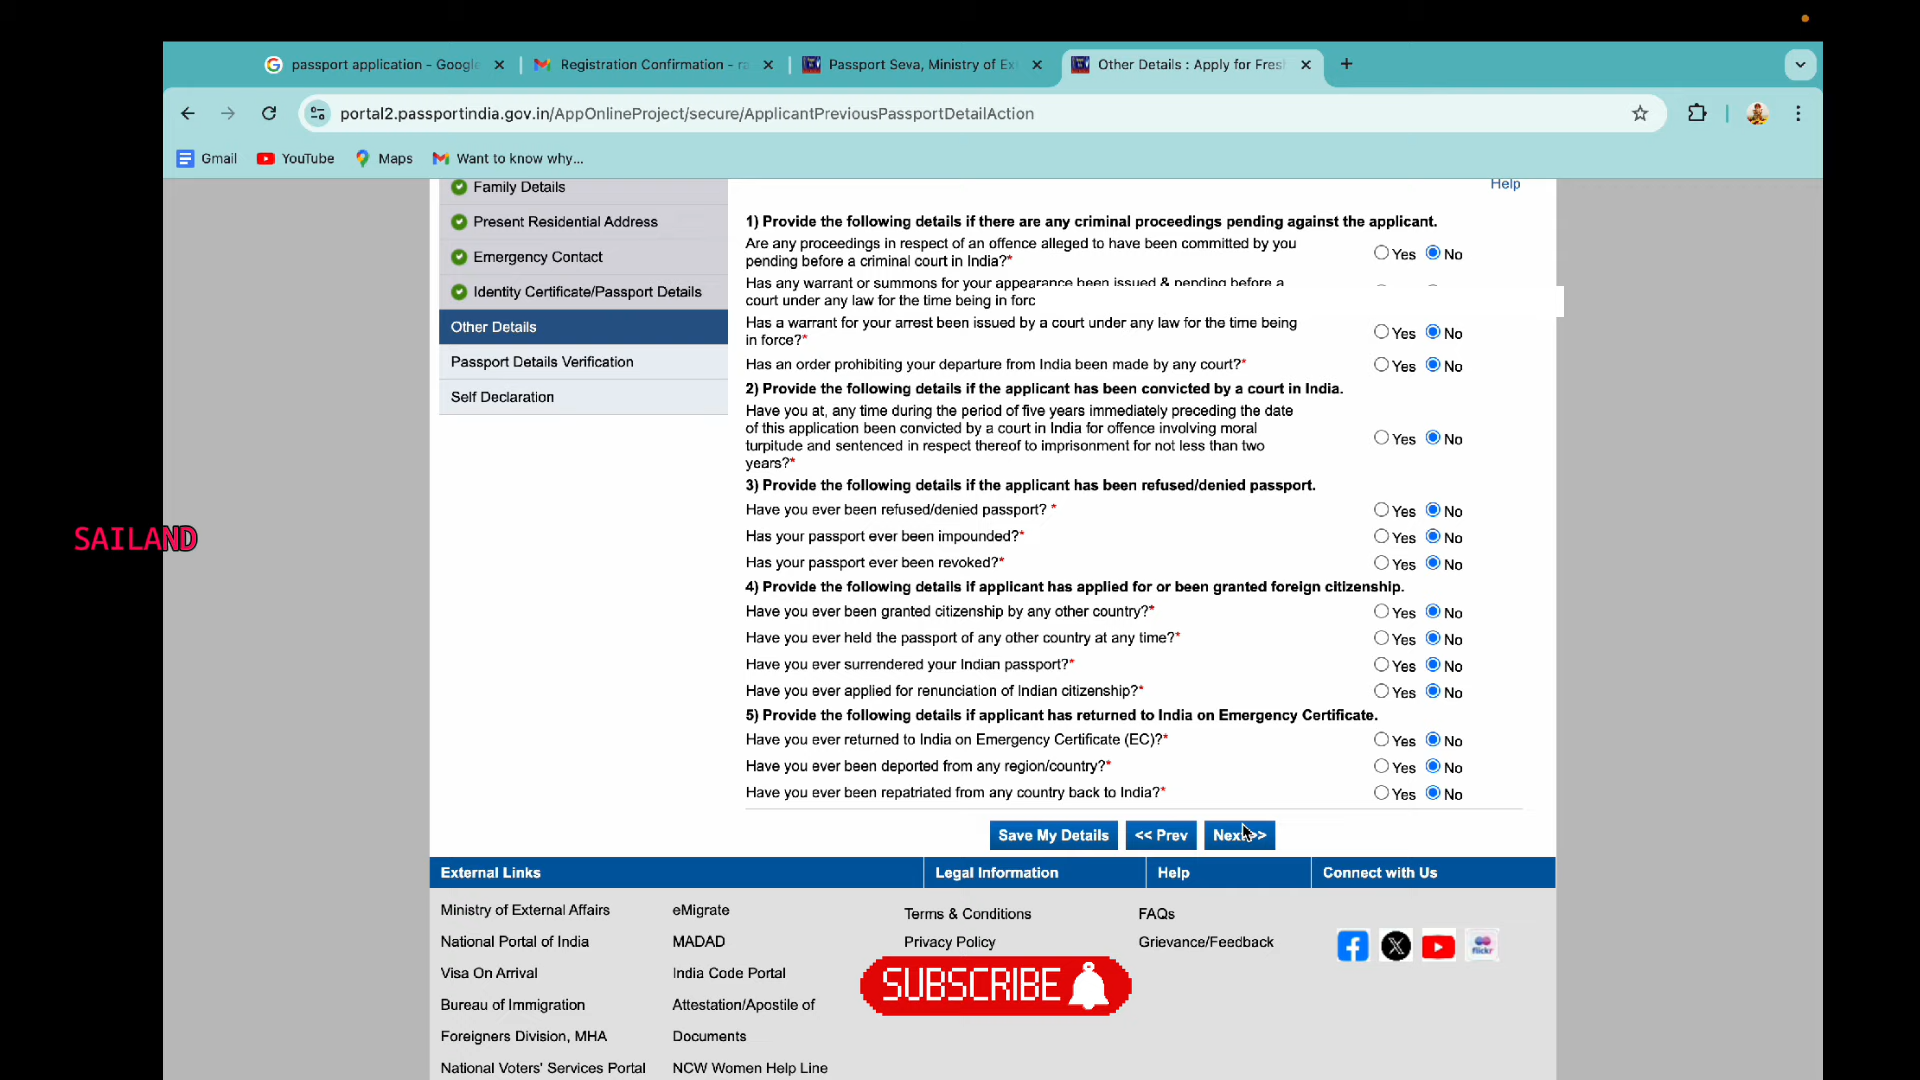 passport application - Google
Registration Confirmation - ra
Passport Seva, Ministry of Ex
Other Details : Apply for Fresh
portal2.passportindia.gov.in/AppOnlineProject/secure/ApplicantPreviousPassportDetailAction
Gmail
YouTube
Maps
Want to know why...
Family Details
Present Residential Address
Emergency Contact
Identity Certificate/Passport Details
Other Details
Passport Details Verification
Self Declaration
Help
1) Provide the following details if there are any criminal proceedings pending against the applicant.
Are any proceedings in respect of an offence alleged to have been committed by you
pending before a criminal court in India?*
Yes No
Has any warrant or summons for your appearance been issued & pending before a
court under any law for the time being in forc
Has a warrant for your arrest been issued by a court under any law for the time being
in force?*
Yes No
Has an order prohibiting your departure from India been made by any court?*
Yes No
2) Provide the following details if the applicant has been convicted by a court in India.
Have you at, any time during the period of five years immediately preceding the date
of this application been convicted by a court in India for offence involving moral
turpitude and sentenced in respect thereof to imprisonment for not less than two
years?*
Yes No
3) Provide the following details if the applicant has been refused/denied passport.
Have you ever been refused/denied passport? *
Yes No
Has your passport ever been impounded?*
Yes No
Has your passport ever been revoked?*
Yes No
4) Provide the following details if applicant has applied for or been granted foreign citizenship.
Have you ever been granted citizenship by any other country?*
Yes No
Have you ever held the passport of any other country at any time?*
Yes No
Have you ever surrendered your Indian passport?*
Yes No
Have you ever applied for renunciation of Indian citizenship?*
Yes No
5) Provide the following details if applicant has returned to India on Emergency Certificate.
Have you ever returned to India on Emergency Certificate (EC)?*
Yes No
Have you ever been deported from any region/country?*
Yes No
Have you ever been repatriated from any country back to India?*
Yes No
Save My Details
<< Prev
Next >>
SAILAND
External Links
Ministry of External Affairs
National Portal of India
Visa On Arrival
Bureau of Immigration
Foreigners Division, MHA
National Voters' Services Portal
eMigrate
MADAD
India Code Portal
Attestation/Apostle of
Documents
NCW Women Help Line
Legal Information
Terms & Conditions
Privacy Policy
Help
FAQs
Grievance/Feedback
Connect with Us
flickr
SUBSCRIBE